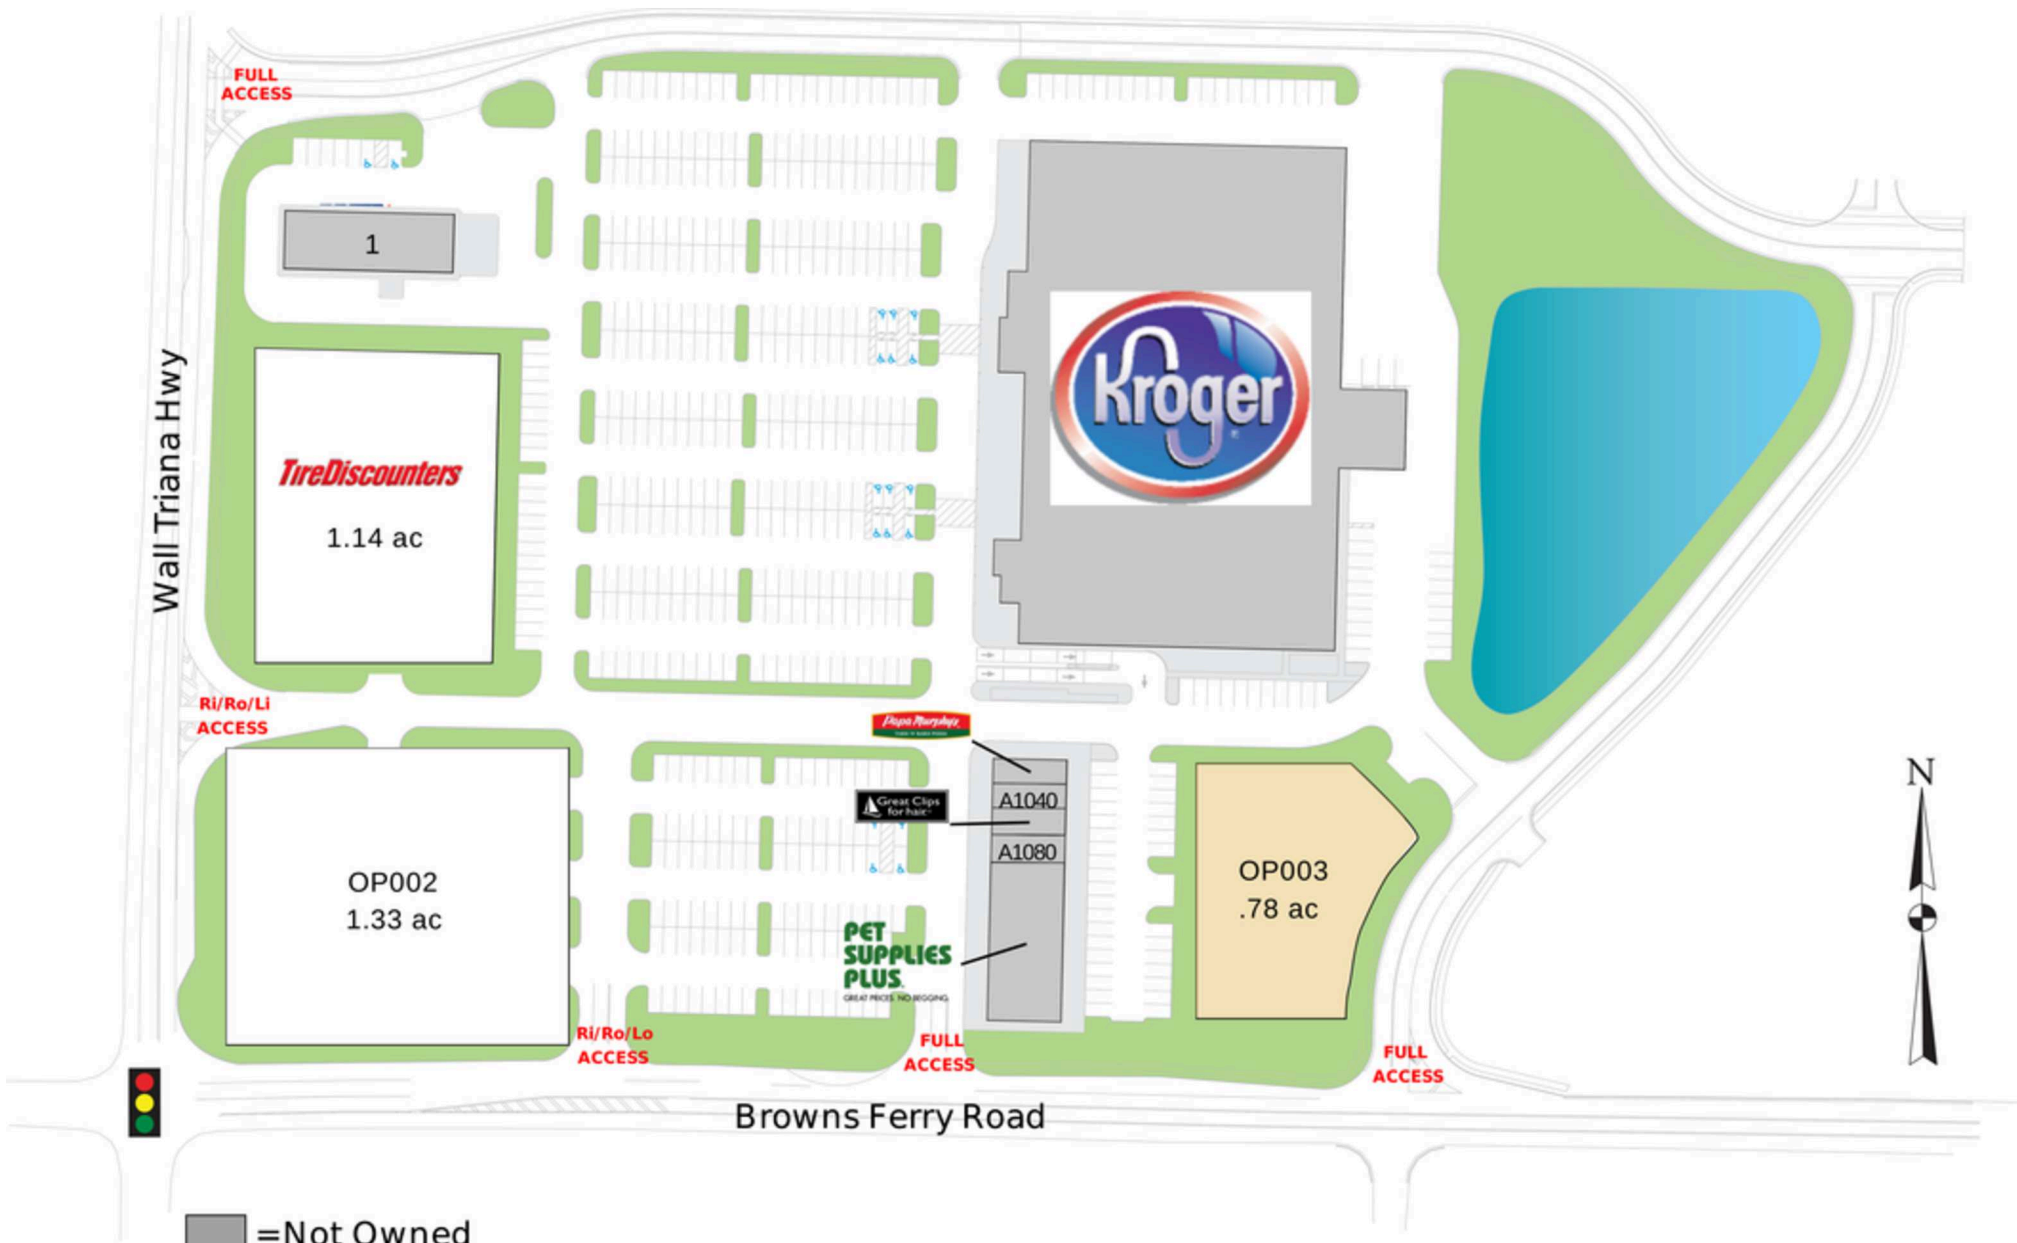 FULL
ACCESS
1
Kroger
Wall Triana Hwy
TireDiscounters
1.14 ac
Ri/Ro/Li
ACCESS
Papa Murphy's
A1040
Great Clips
for hair
A1080
OP002
1.33 ac
OP003
.78 ac
PET
SUPPLIES
PLUS.
GREAT PRICES. NO BEGGING.
N
Ri/Ro/Lo
ACCESS
FULL
ACCESS
FULL
ACCESS
Browns Ferry Road
=Not Owned